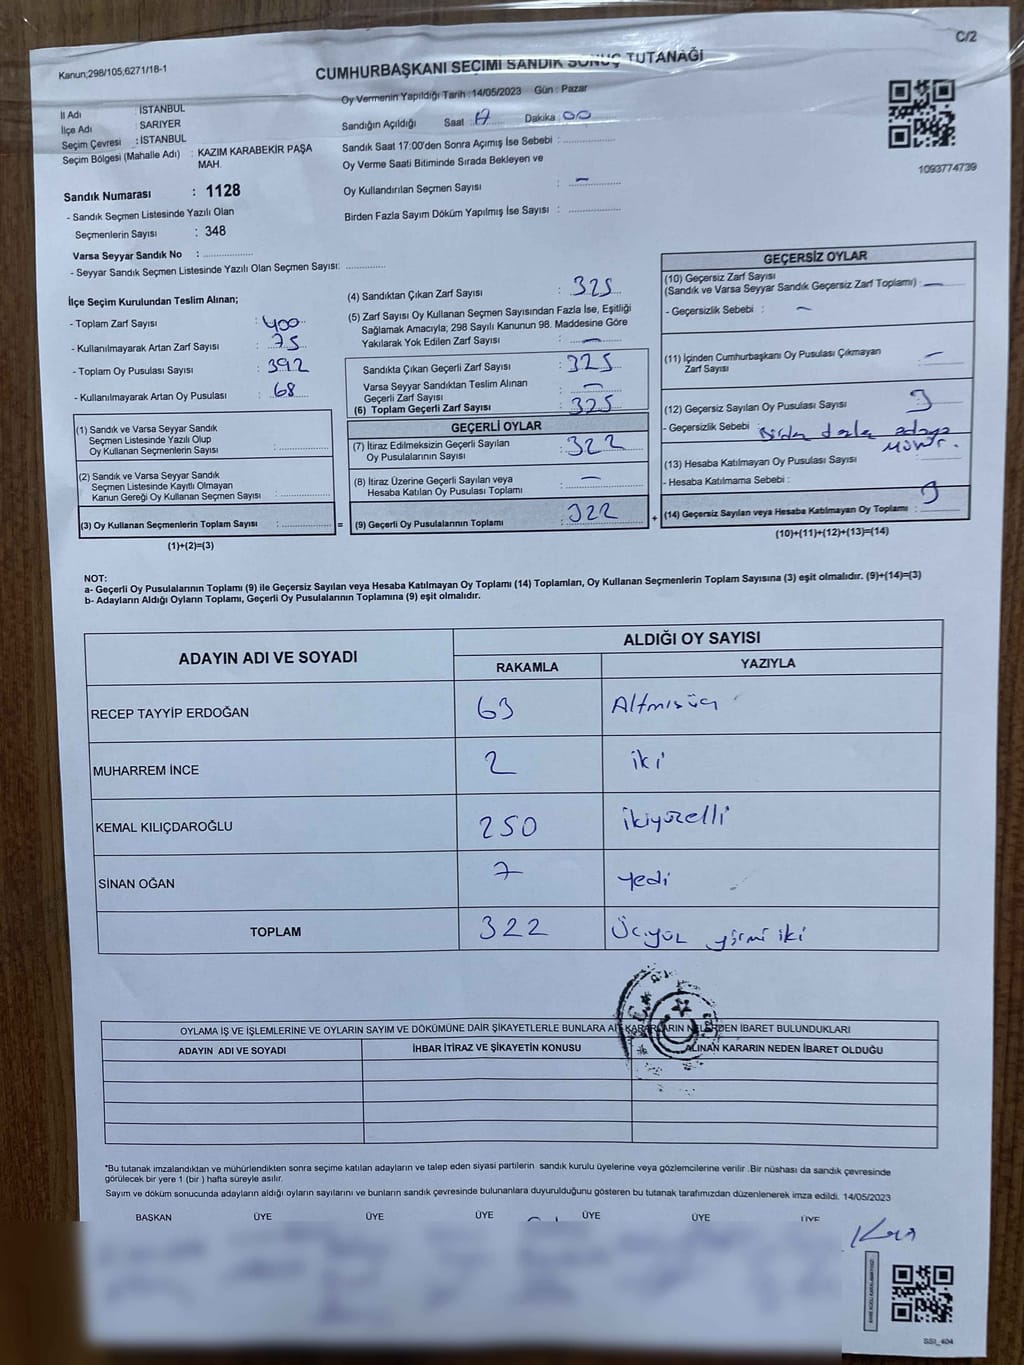 C/2
Kanun;298/105;6271/18-1
CUMHURBAŞKANI SEÇİMİ SANDIK SONUÇ TUTANAĞI
İl Adı : İSTANBUL
İlçe Adı : SARIYER
Seçim Çevresi : İSTANBUL
Seçim Bölgesi (Mahalle Adı) : KAZIM KARABEKİR PAŞA
MAH.
Sandık Numarası : 1128
- Sandık Seçmen Listesinde Yazılı Olan
Seçmenlerin Sayısı : 348
Varsa Seyyar Sandık No : ..............
- Seyyar Sandık Seçmen Listesinde Yazılı Olan Seçmen Sayısı: ............
Oy Vermenin Yapıldığı Tarih : 14/05/2023 Gün : Pazar
Sandığın Açıldığı Saat : 17 Dakika : 00
Sandık Saat 17:00'den Sonra Açımış İse Sebebi : ..............
Oy Verme Saati Bitiminde Sırada Bekleyen ve
Oy Kullandırılan Seçmen Sayısı : —
Birden Fazla Sayım Döküm Yapılmış İse Sayısı : ..............
1093774739
İlçe Seçim Kurulundan Teslim Alınan;
- Toplam Zarf Sayısı : 400
- Kullanılmayarak Artan Zarf Sayısı : 75
- Toplam Oy Pusulası Sayısı : 392
- Kullanılmayarak Artan Oy Pusulası : 68
(1) Sandık ve Varsa Seyyar Sandık
Seçmen Listesinde Yazılı Olup
Oy Kullanan Seçmenlerin Sayısı : ..............
(2) Sandık ve Varsa Seyyar Sandık
Seçmen Listesinde Kayıtlı Olmayan
Kanun Gereği Oy Kullanan Seçmen Sayısı : ..............
(3) Oy Kullanan Seçmenlerin Toplam Sayısı : .............. =
(1)+(2)=(3)
(4) Sandıktan Çıkan Zarf Sayısı : 325
(5) Zarf Sayısı Oy Kullanan Seçmen Sayısından Fazla İse, Eşitliği
Sağlamak Amacıyla; 298 Sayılı Kanunun 98. Maddesine Göre
Yakılarak Yok Edilen Zarf Sayısı : —
Sandıkta Çıkan Geçerli Zarf Sayısı : 325
Varsa Seyyar Sandıktan Teslim Alınan
Geçerli Zarf Sayısı : —
(6) Toplam Geçerli Zarf Sayısı : 325
GEÇERLİ OYLAR
(7) İtiraz Edilmeksizin Geçerli Sayılan
Oy Pusulalarının Sayısı : 322
(8) İtiraz Üzerine Geçerli Sayılan veya
Hesaba Katılan Oy Pusulası Toplamı : —
(9) Geçerli Oy Pusulalarının Toplamı : 322 +
GEÇERSİZ OYLAR
(10) Geçersiz Zarf Sayısı
(Sandık ve Varsa Seyyar Sandık Geçersiz Zarf Toplamı) : —
- Geçersizlik Sebebi : —
(11) İçinden Cumhurbaşkanı Oy Pusulası Çıkmayan
Zarf Sayısı : —
(12) Geçersiz Sayılan Oy Pusulası Sayısı : 3
- Geçersizlik Sebebi : Birden fazla adaya
mühür.
(13) Hesaba Katılmayan Oy Pusulası Sayısı : ..............
- Hesaba Katılmama Sebebi :
(14) Geçersiz Sayılan veya Hesaba Katılmayan Oy Toplamı : 3
(10)+(11)+(12)+(13)=(14)
NOT:
a- Geçerli Oy Pusulalarının Toplamı (9) ile Geçersiz Sayılan veya Hesaba Katılmayan Oy Toplamı (14) Toplamları, Oy Kullanan Seçmenlerin Toplam Sayısına (3) eşit olmalıdır. (9)+(14)=(3)
b- Adayların Aldığı Oyların Toplamı, Geçerli Oy Pusulalarının Toplamına (9) eşit olmalıdır.
ADAYIN ADI VE SOYADI
ALDIĞI OY SAYISI
RAKAMLA YAZIYLA
RECEP TAYYİP ERDOĞAN 63 Altmışüç
MUHARREM İNCE 2 iki
KEMAL KILIÇDAROĞLU 250 ikiyüzelli
SİNAN OĞAN 7 yedi
TOPLAM 322 Üçyüz yirmi iki
OYLAMA İŞ VE İŞLEMLERİNE VE OYLARIN SAYIM VE DÖKÜMÜNE DAİR ŞİKAYETLERLE BUNLARA AİT KARARLARIN NELERDEN İBARET BULUNDUKLARI
ADAYIN ADI VE SOYADI İHBAR İTİRAZ VE ŞİKAYETİN KONUSU ALINAN KARARIN NEDEN İBARET OLDUĞU
*Bu tutanak imzalandıktan ve mühürlendikten sonra seçime katılan adayların ve talep eden siyasi partilerin sandık kurulu üyelerine veya gözlemcilerine verilir .Bir nüshası da sandık çevresinde
görülecek bir yere 1 (bir ) hafta süreyle asılır.
Sayım ve döküm sonucunda adayların aldığı oyların sayılarını ve bunların sandık çevresinde bulunanlara duyurulduğunu gösteren bu tutanak tarafımızdan düzenlenerek imza edildi. 14/05/2023
BAŞKAN ÜYE ÜYE ÜYE ÜYE ÜYE ÜYE
SSI_404